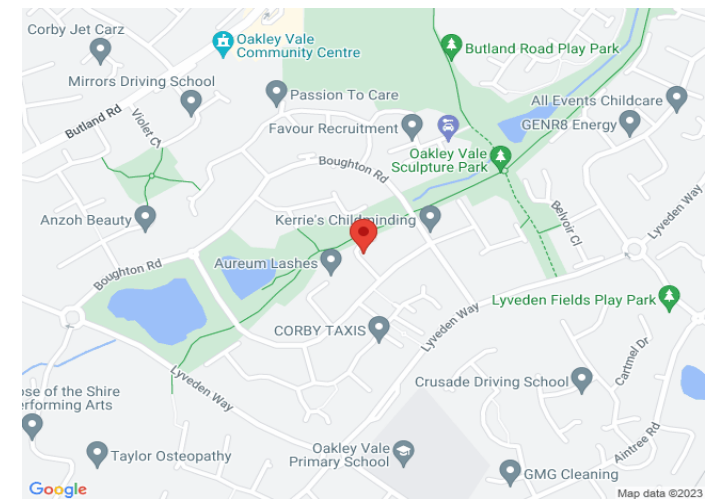 Corby Jet Carz
Oakley Vale
Community Centre
Butland Road Play Park
Mirrors Driving School
Passion To Care
All Events Childcare
Butland Rd
Violet Cl
Favour Recruitment
GENR8 Energy
Boughton Rd
Oakley Vale
Sculpture Park
Anzoh Beauty
Kerrie's Childminding
Belvoir Cl
Lyveden Way
Boughton Rd
Aureum Lashes
Lyveden Fields Play Park
CORBY TAXIS
Lyveden Way
Cartmel Dr
Lyveden Way
Crusade Driving School
ose of the Shire
erforming Arts
Aintree Rd
Taylor Osteopathy
Oakley Vale
Primary School
GMG Cleaning
Google
Map data ©2023